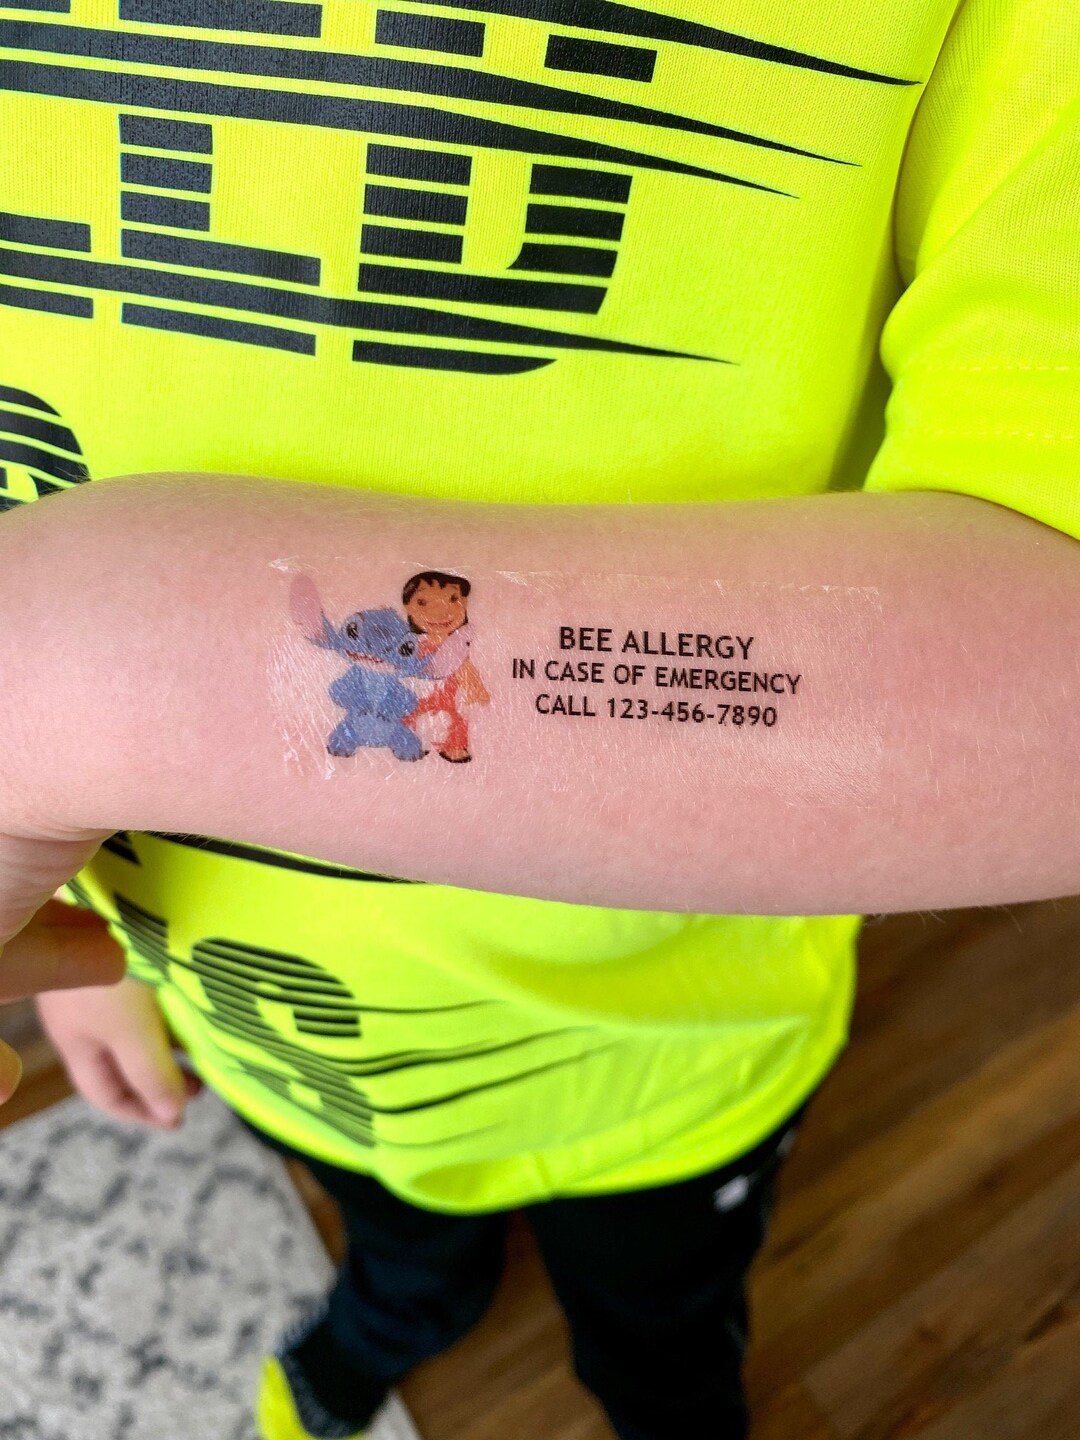 BEE ALLERGY
IN CASE OF EMERGENCY
CALL 123-456-7890